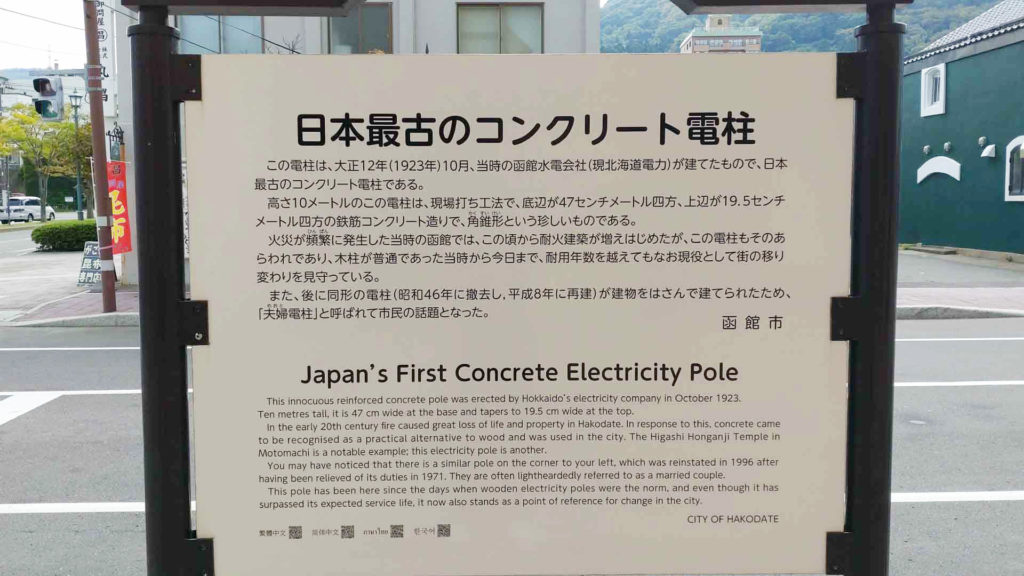 日本最古のコンクリート電柱
この電柱は、大正12年(1923年)10月、当時の函館水電会社(現北海道電力)が建てたもので、日本
最古のコンクリート電柱である。
高さ10メートルのこの電柱は、現場打ち工法で、底辺が47センチメートル四方、上辺が19.5センチ
メートル四方の鉄筋コンクリート造りで、角錐形という珍しいものである。
火災が頻繁に発生した当時の函館では、この頃から耐火建築が増えはじめたが、この電柱もそのあ
らわれであり、木柱が普通であった当時から今日まで、耐用年数を越えてもなお現役として街の移り
変わりを見守っている。
また、後に同形の電柱(昭和46年に撤去し、平成8年に再建)が建物をはさんで建てられたため、
「夫婦電柱」と呼ばれて市民の話題となった。
函館市
Japan's First Concrete Electricity Pole
This innocuous reinforced concrete pole was erected by Hokkaido's electricity company in October 1923.
Ten metres tall, it is 47 cm wide at the base and tapers to 19.5 cm wide at the top.
In the early 20th century fire caused great loss of life and property in Hakodate. In response to this, concrete came
to be recognised as a practical alternative to wood and was used in the city. The Higashi Honganji Temple in
Motomachi is a notable example; this electricity pole is another.
You may have noticed that there is a similar pole on the corner to your left, which was reinstated in 1996 after
having been relieved of its duties in 1971. They are often lightheardedly referred to as a married couple.
This pole has been here since the days when wooden electricity poles were the norm, and even though it has
surpassed its expected service life, it now also stands as a point of reference for change in the city.
CITY OF HAKODATE
繁體中文 简体中文 ภาษาไทย 한국어